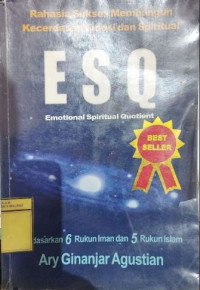 Rahasia Sukses Membangun
Kecerdasan Emosi dan Spiritual
ESQ
Emotional Spiritual Quotient
BEST
SELLER
dasarkan 6 Rukun Iman dan 5 Rukun Islam
Ary Ginanjar Agustian